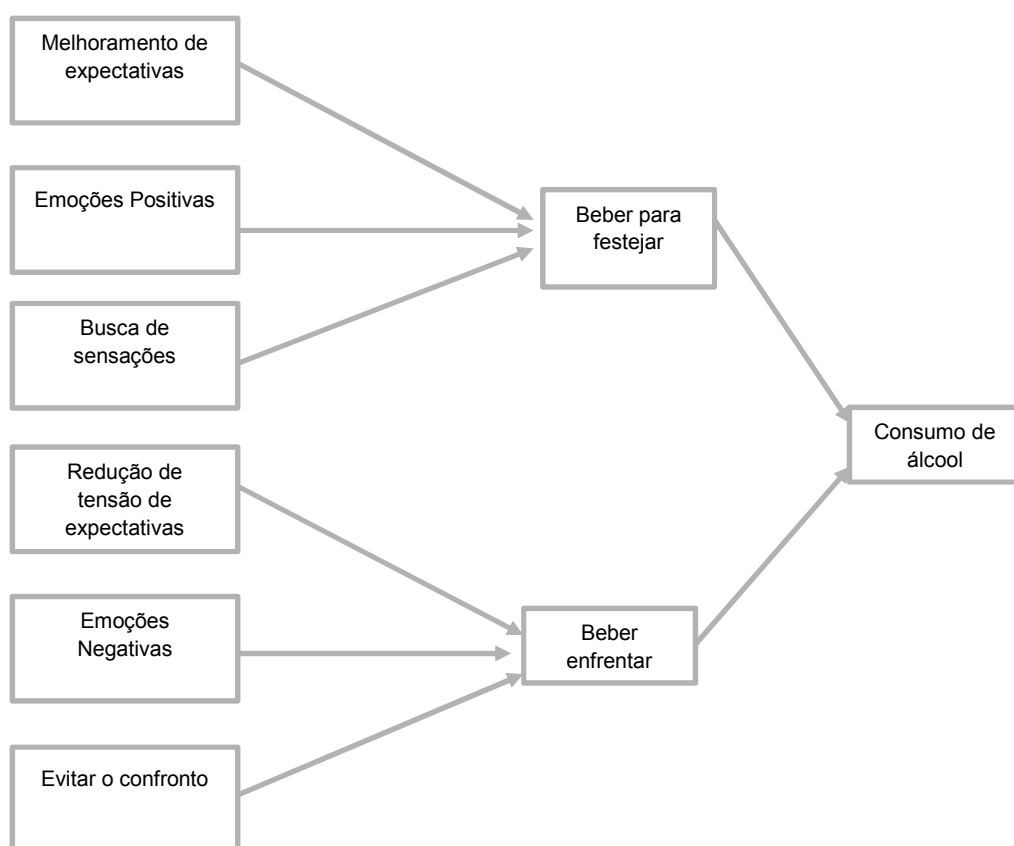 Melhoramento de
expectativas
Emoções Positivas
Busca de
sensações
Redução de
tensão de
expectativas
Emoções
Negativas
Evitar o confronto
Beber para
festejar
Beber
enfrentar
Consumo de
álcool